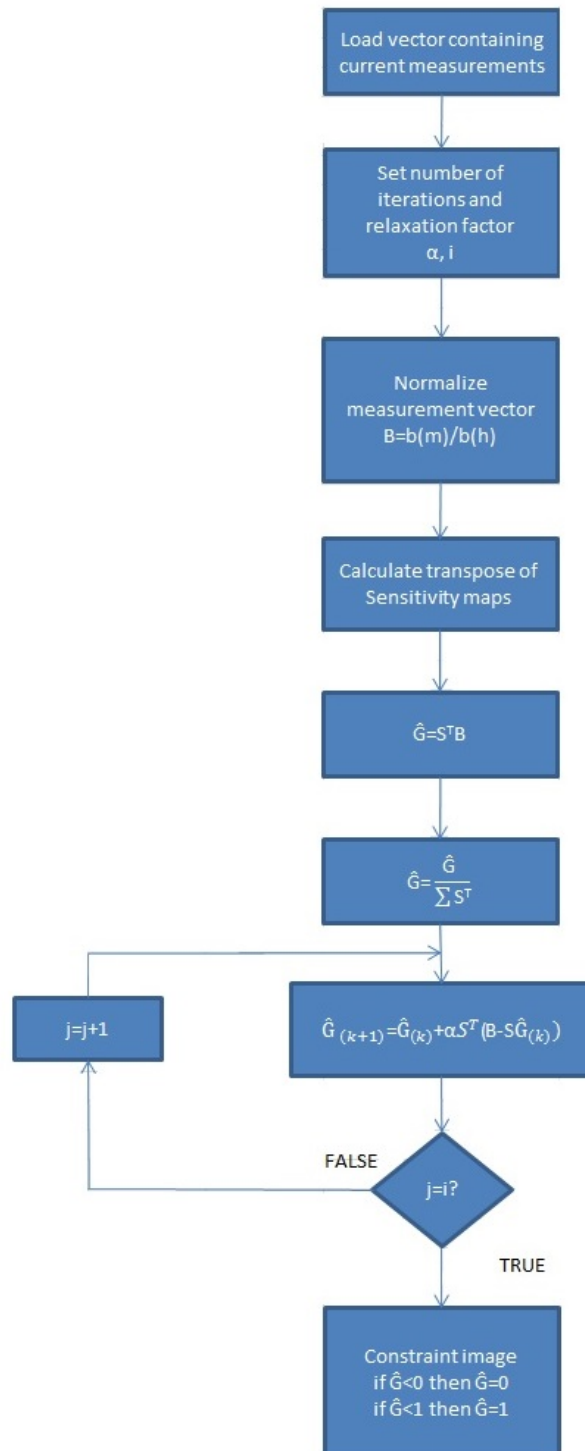 Load vector containing
current measurements
Set number of
iterations and
relaxation factor
α, i
Normalize
measurement vector
B=b(m)/b(h)
Calculate transpose of
Sensitivity maps
Ĝ=SᵀB
Ĝ=Ĝ/∑ Sᵀ
j=j+1
Ĝ₍ₖ₊₁₎=Ĝ₍ₖ₎+αSᵀ(B-SĜ₍ₖ₎)
FALSE
j=i?
TRUE
Constraint image
if Ĝ<0 then Ĝ=0
if Ĝ<1 then Ĝ=1